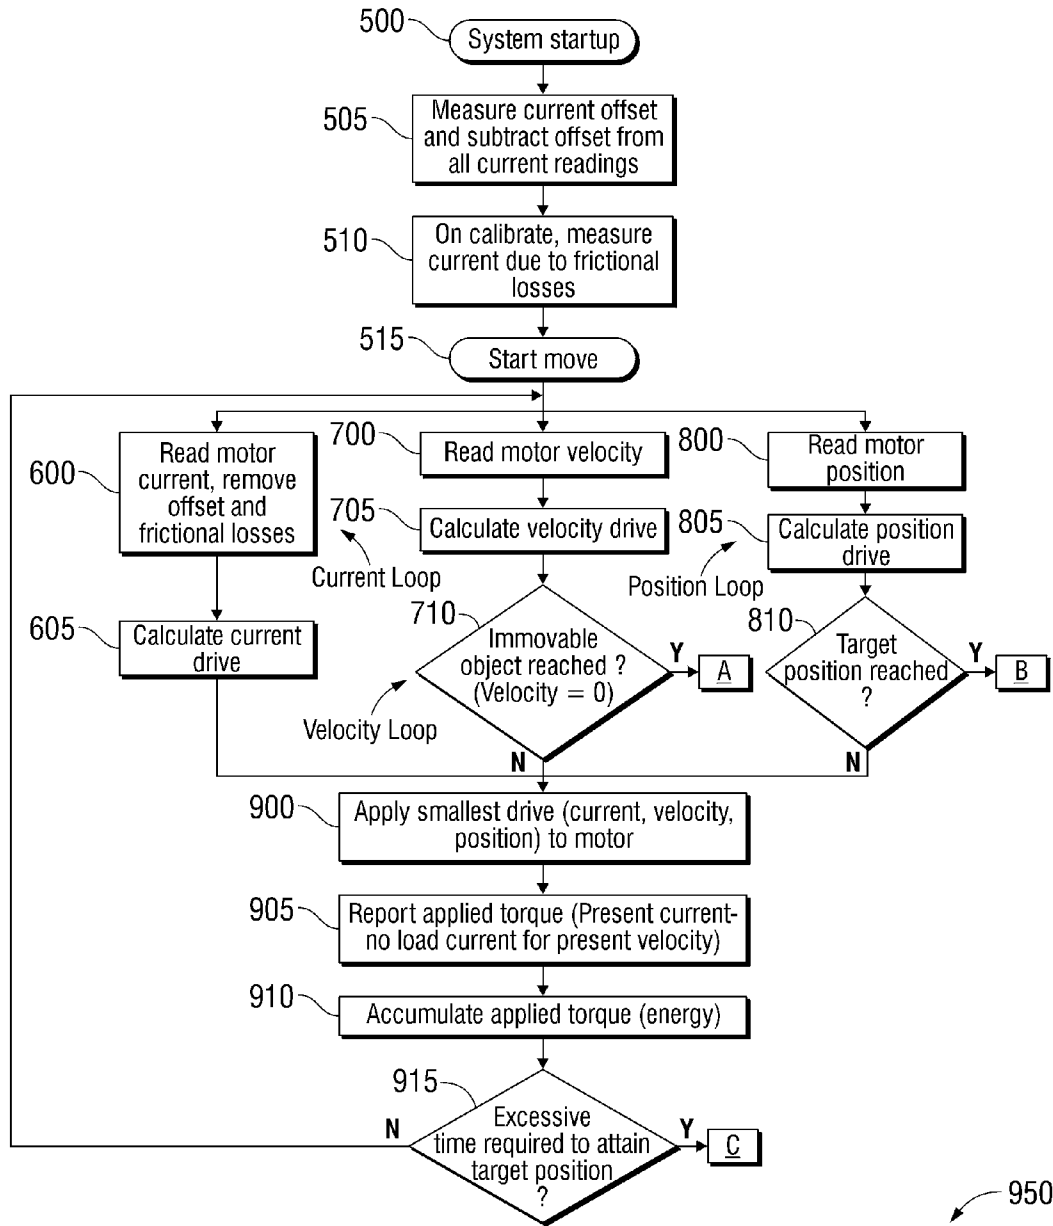 500
System startup
505
Measure current offset
and subtract offset from
all current readings
510
On calibrate, measure
current due to frictional
losses
515
Start move
600
Read motor
current, remove
offset and
frictional losses
700
Read motor velocity
800
Read motor
position
705
Calculate velocity drive
805
Calculate position
drive
Current Loop
Position Loop
605
Calculate current
drive
710
Immovable
object reached ?
(Velocity = 0)
Y
A
Velocity Loop
N
810
Target
position reached
?
Y
B
N
900
Apply smallest drive (current, velocity,
position) to motor
905
Report applied torque (Present current-
no load current for present velocity)
910
Accumulate applied torque (energy)
915
Excessive
time required to attain
target position
?
N
Y
C
950